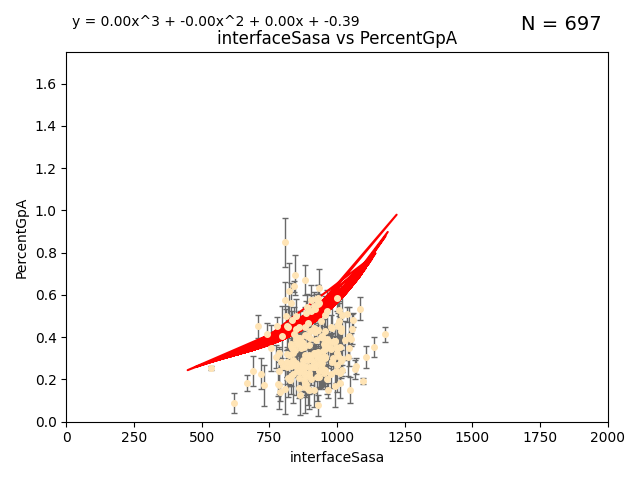 y = 0.00x^3 + -0.00x^2 + 0.00x + -0.39
N = 697
interfaceSasa vs PercentGpA
PercentGpA
1.6
1.4
1.2
1.0
0.8
0.6
0.4
0.2
0.0
0 250 500 750 1000 1250 1500 1750 2000
interfaceSasa